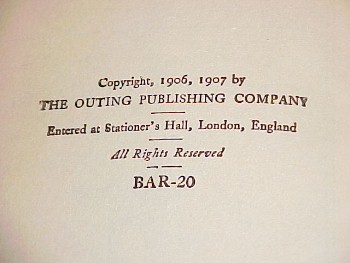 Copyright, 1906, 1907 by
THE OUTING PUBLISHING COMPANY
Entered at Stationer's Hall, London, England
All Rights Reserved
BAR-20